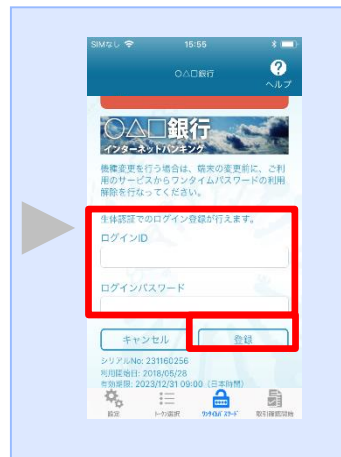 SIMなし 15:55
○△□銀行
?
ヘルプ
○△□銀行
インターネットバンキング
機種変更を行う場合は、端末の変更前に、ご利
用のサービスからワンタイムパスワードの利用
解除を行なってください。
生体認証でのログイン登録が行えます。
ログインID
ログインパスワード
キャンセル 登録
シリアルNo: 231160256
利用開始日: 2018/05/28
有効期限: 2023/12/31 09:00（日本時間）
設定 トークン選択 ワンタイムパスワード 取引確認開始